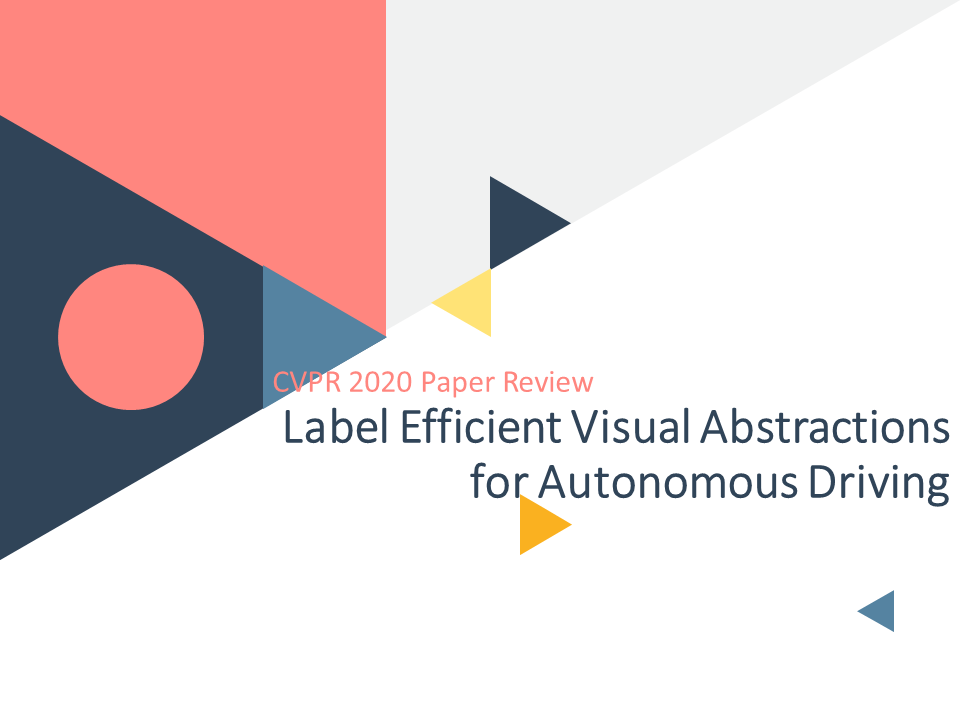 CVPR 2020 Paper Review
Label Efficient Visual Abstractions
for Autonomous Driving